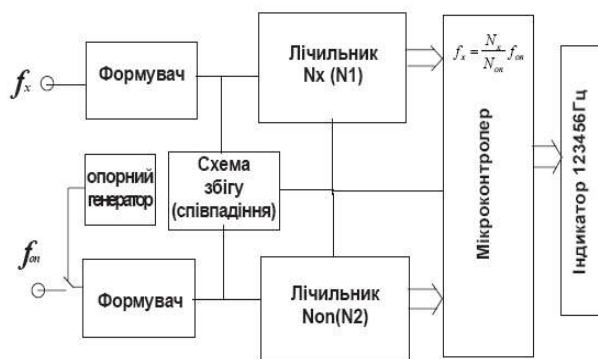 f_x
Формувач
Лічильник
Nx (N1)
f_x = N_x / N_on f_on
Мікроконтролер
Індикатор 123456Гц
опорний
генератор
Схема
збігу
(співпадіння)
f_on
Формувач
Лічильник
Non(N2)